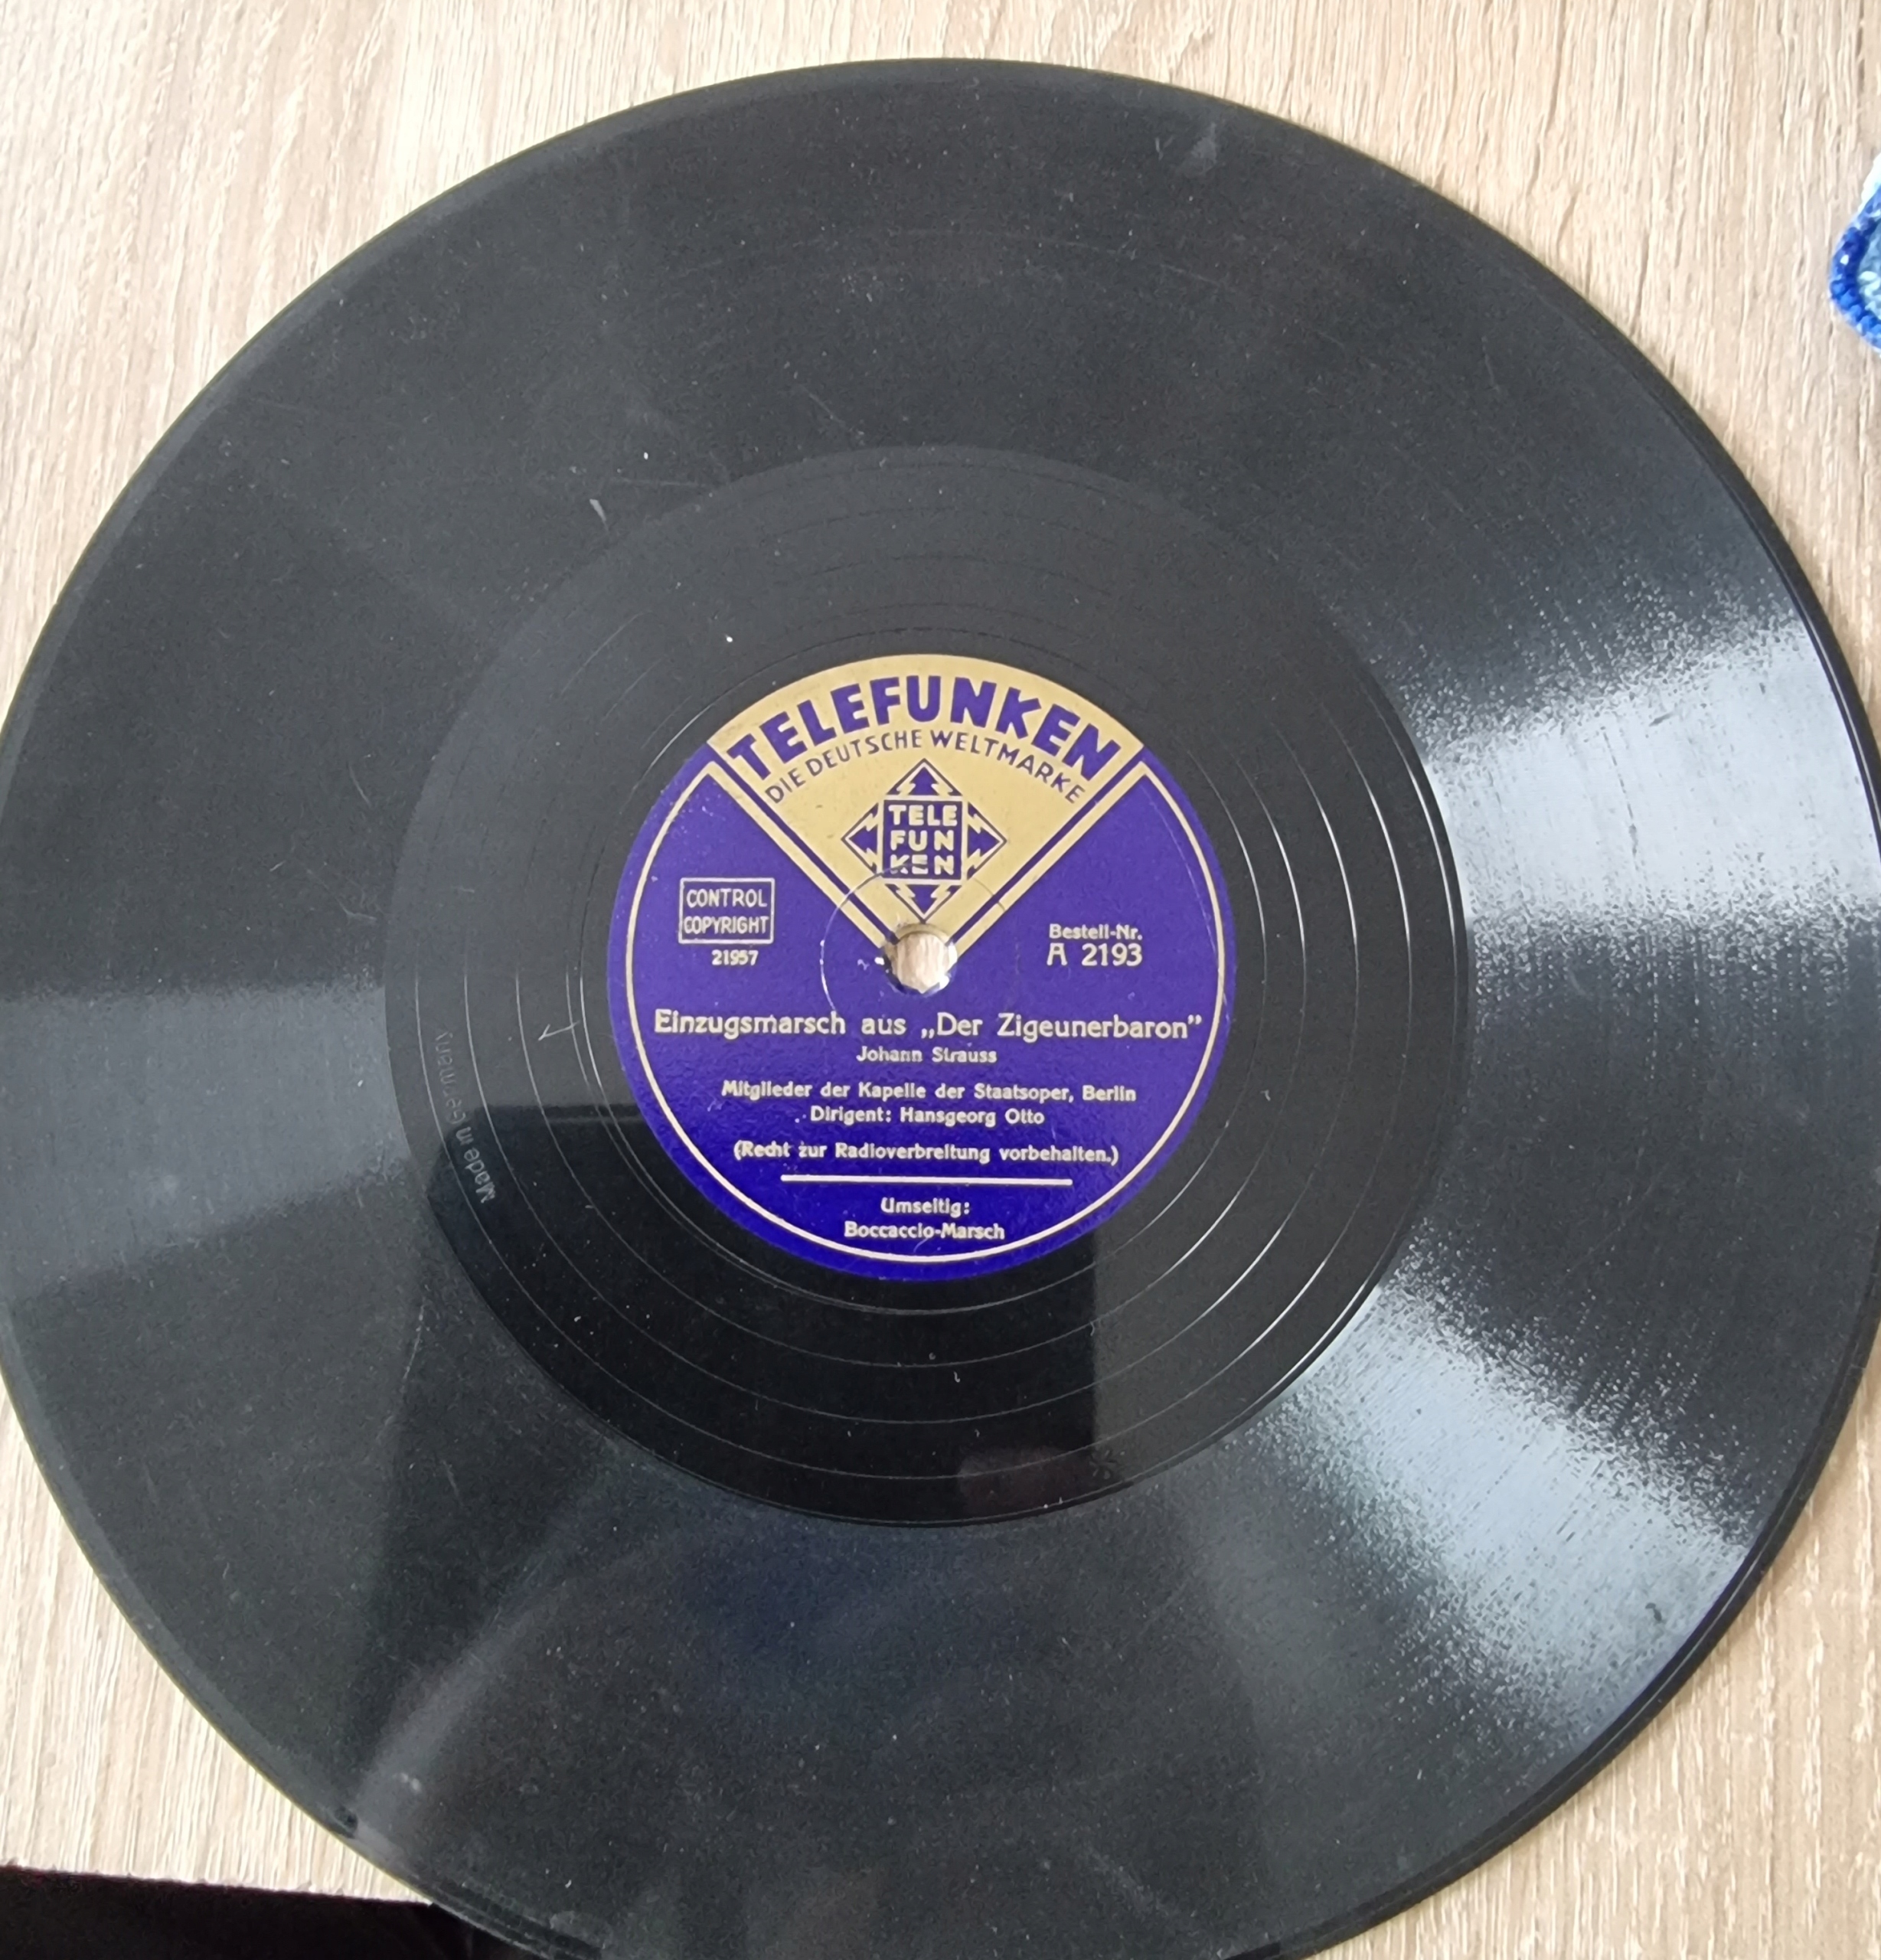 TELEFUNKEN
DIE DEUTSCHE WELTMARKE
TELE
FUN
KEN
CONTROL
COPYRIGHT
21957
Bestell-Nr.
A 2193
Einzugsmarsch aus „Der Zigeunerbaron”
Johann Strauss
Mitglieder der Kapelle der Staatsoper, Berlin
Dirigent: Hansgeorg Otto
(Recht zur Radioverbreitung vorbehalten.)
Umseitig:
Boccaccio-Marsch
Made in Germany